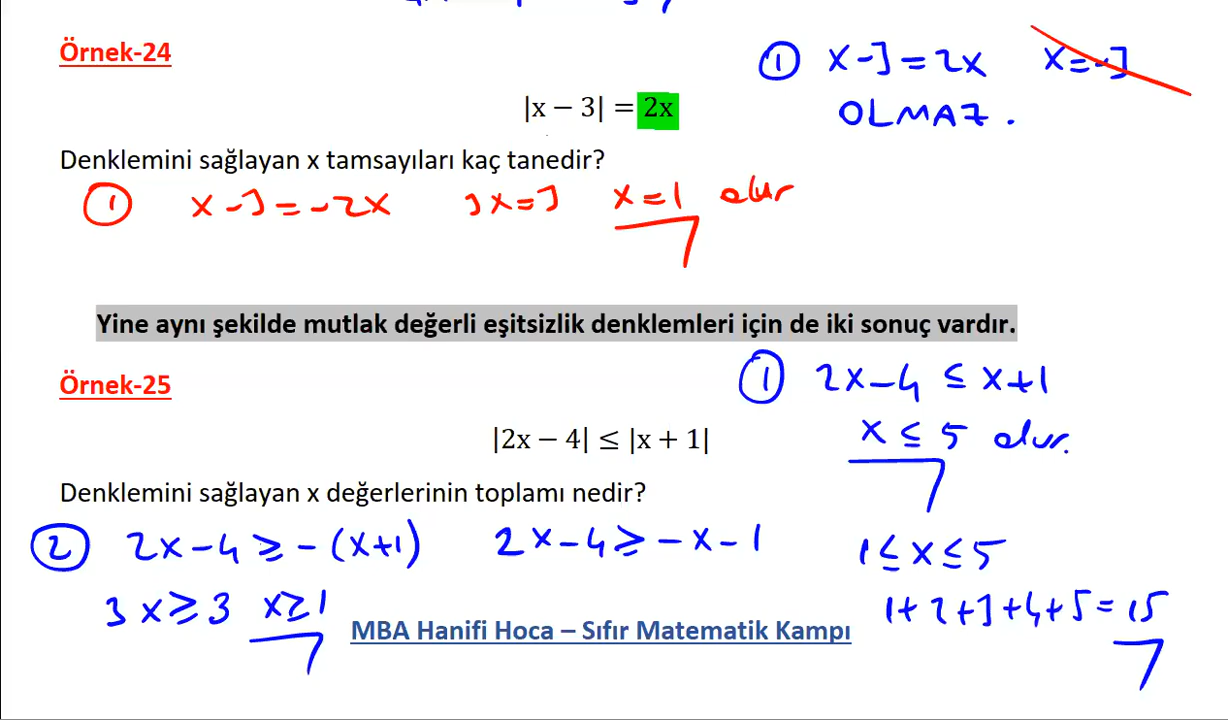 Örnek-24
① x-3=2x x=-3
|x − 3| = 2x
OLMAZ.
Denklemini sağlayan x tamsayıları kaç tanedir?
① x-3=-2x 3x=3 x=1 olur
Yine aynı şekilde mutlak değerli eşitsizlik denklemleri için de iki sonuç vardır.
Örnek-25
① 2x-4 ≤ x+1
|2x − 4| ≤ |x + 1|
x ≤ 5 olur.
Denklemini sağlayan x değerlerinin toplamı nedir?
② 2x-4 ≥ -(x+1) 2x-4 ≥ -x-1
1 ≤ x ≤ 5
3x ≥ 3 x ≥ 1
1+2+3+4+5=15
MBA Hanifi Hoca – Sıfır Matematik Kampı